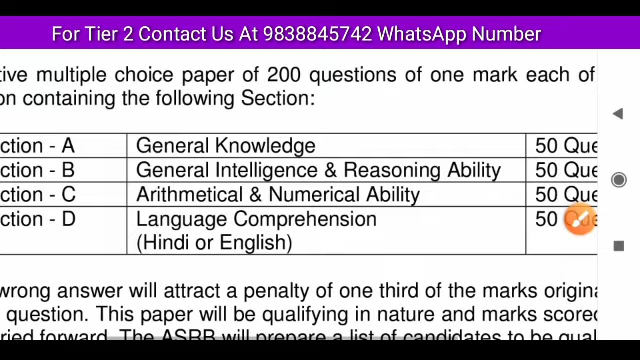 For Tier 2 Contact Us At 9838845742 WhatsApp Number
tive multiple choice paper of 200 questions of one mark each of
on containing the following Section:
ction - A General Knowledge 50 Que
ction - B General Intelligence & Reasoning Ability 50 Que
ction - C Arithmetical & Numerical Ability 50 Que
ction - D Language Comprehension 50 Que
(Hindi or English)
wrong answer will attract a penalty of one third of the marks origina
question. This paper will be qualifying in nature and marks scored
ried forward. The ASRB will prepare a list of candidates to be qual